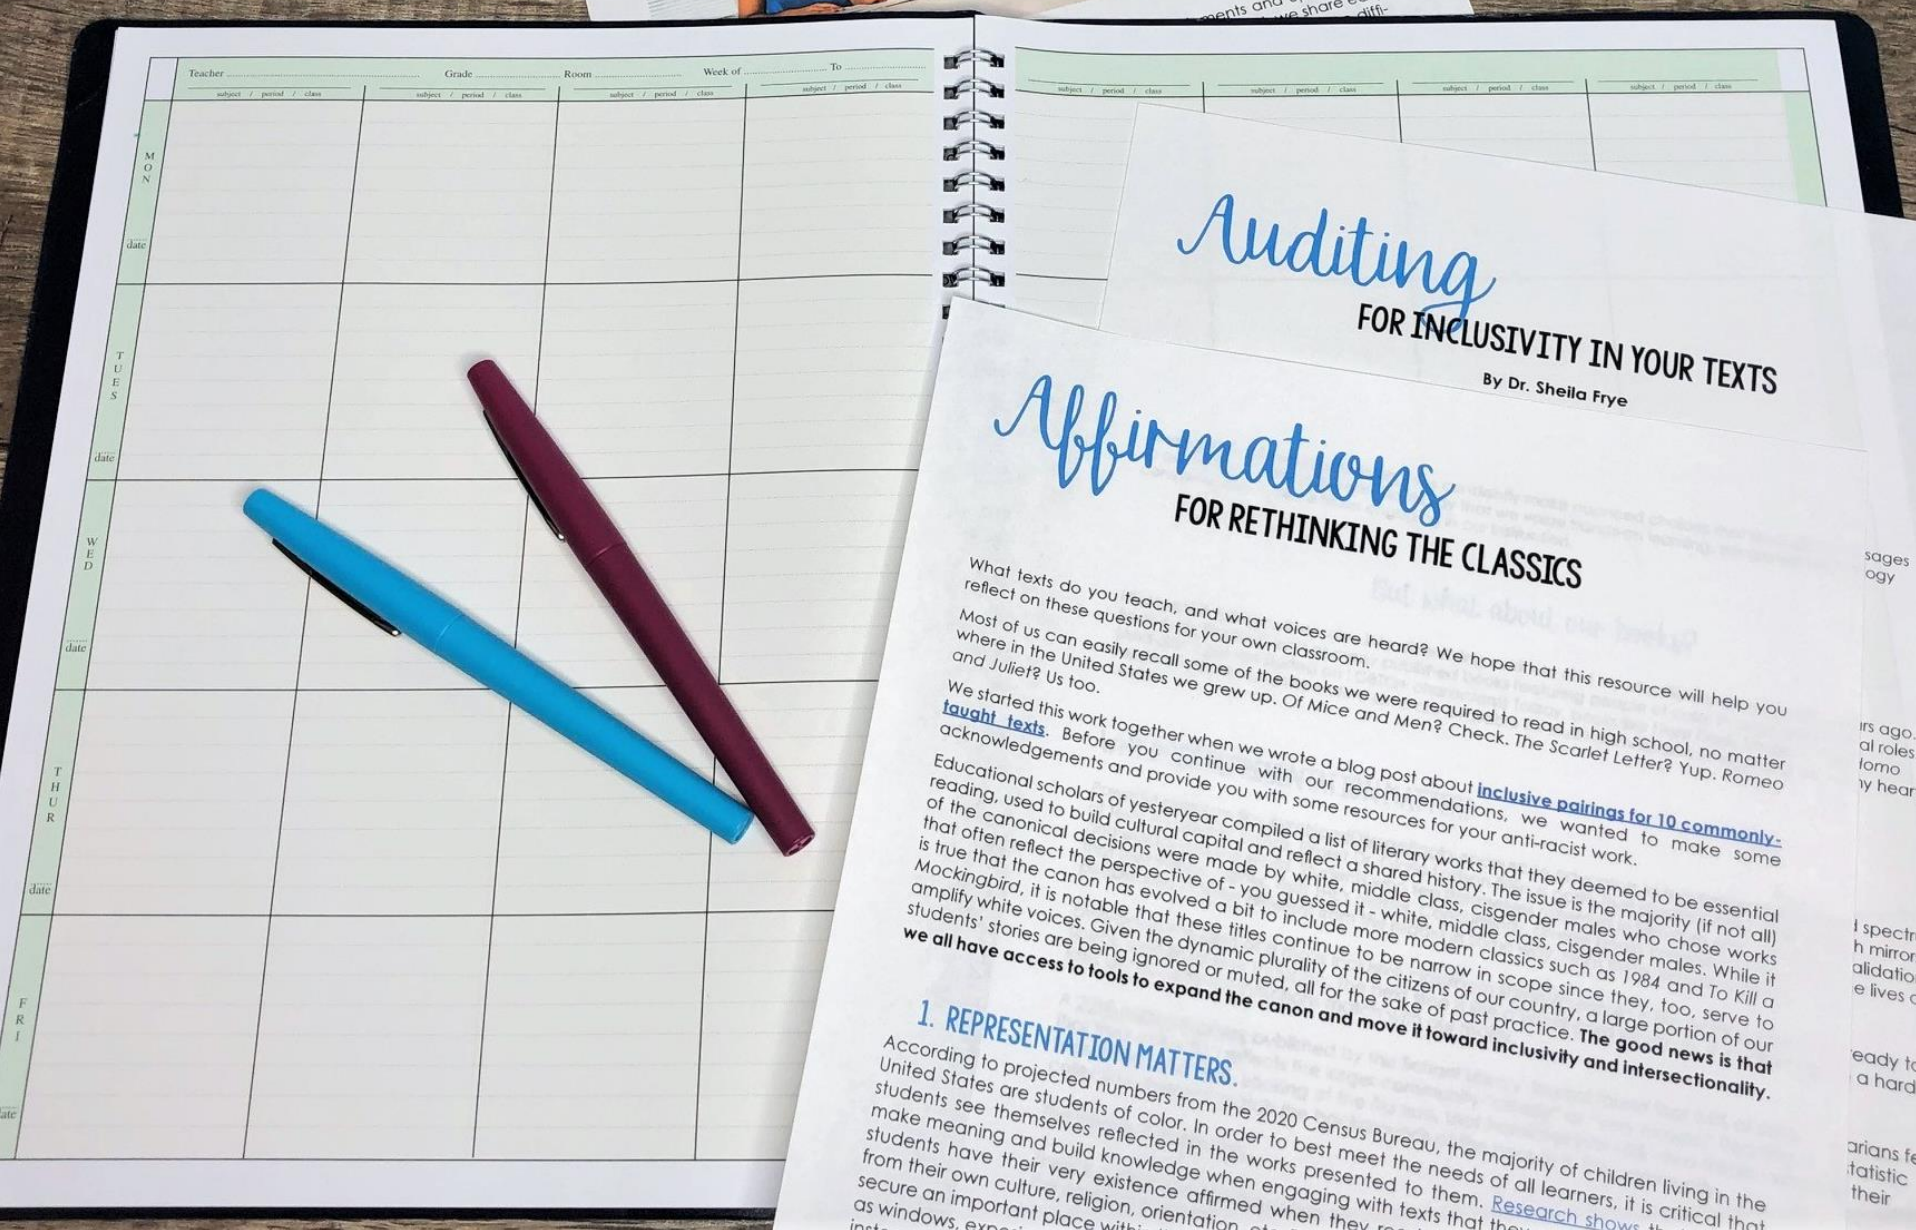 ments and
we share
diffi-
Teacher Grade Room Week of To
subject / period / class subject / period / class subject / period / class subject / period / class
subject / period / class subject / period / class subject / period / class subject / period / class
MON
date
TUES
date
WED
date
THUR
date
FRI
ate
Auditing
FOR INCLUSIVITY IN YOUR TEXTS
By Dr. Sheila Frye
Affirmations
FOR RETHINKING THE CLASSICS
What texts do you teach, and what voices are heard? We hope that this resource will help you
reflect on these questions for your own classroom.
Most of us can easily recall some of the books we were required to read in high school, no matter
where in the United States we grew up. Of Mice and Men? Check. The Scarlet Letter? Yup. Romeo
and Juliet? Us too.
We started this work together when we wrote a blog post about inclusive pairings for 10 commonly-
taught texts. Before you continue with our recommendations, we wanted to make some
acknowledgements and provide you with some resources for your anti-racist work.
Educational scholars of yesteryear compiled a list of literary works that they deemed to be essential
reading, used to build cultural capital and reflect a shared history. The issue is the majority (if not all)
of the canonical decisions were made by white, middle class, cisgender males who chose works
that often reflect the perspective of - you guessed it - white, middle class, cisgender males. While it
is true that the canon has evolved a bit to include more modern classics such as 1984 and To Kill a
Mockingbird, it is notable that these titles continue to be narrow in scope since they, too, serve to
amplify white voices. Given the dynamic plurality of the citizens of our country, a large portion of our
students' stories are being ignored or muted, all for the sake of past practice. The good news is that
we all have access to tools to expand the canon and move it toward inclusivity and intersectionality.
1. REPRESENTATION MATTERS.
According to projected numbers from the 2020 Census Bureau, the majority of children living in the
United States are students of color. In order to best meet the needs of all learners, it is critical that
students see themselves reflected in the works presented to them. Research shows
make meaning and build knowledge when engaging with texts that
students have their very existence affirmed when they
from their own culture, religion, orientation,
secure an important place
as windows,
sages
ogy
irs ago.
al roles
y hear
spectr
mirror
alidatio
e lives
eady to
a hard
arians fe
tatistic
their